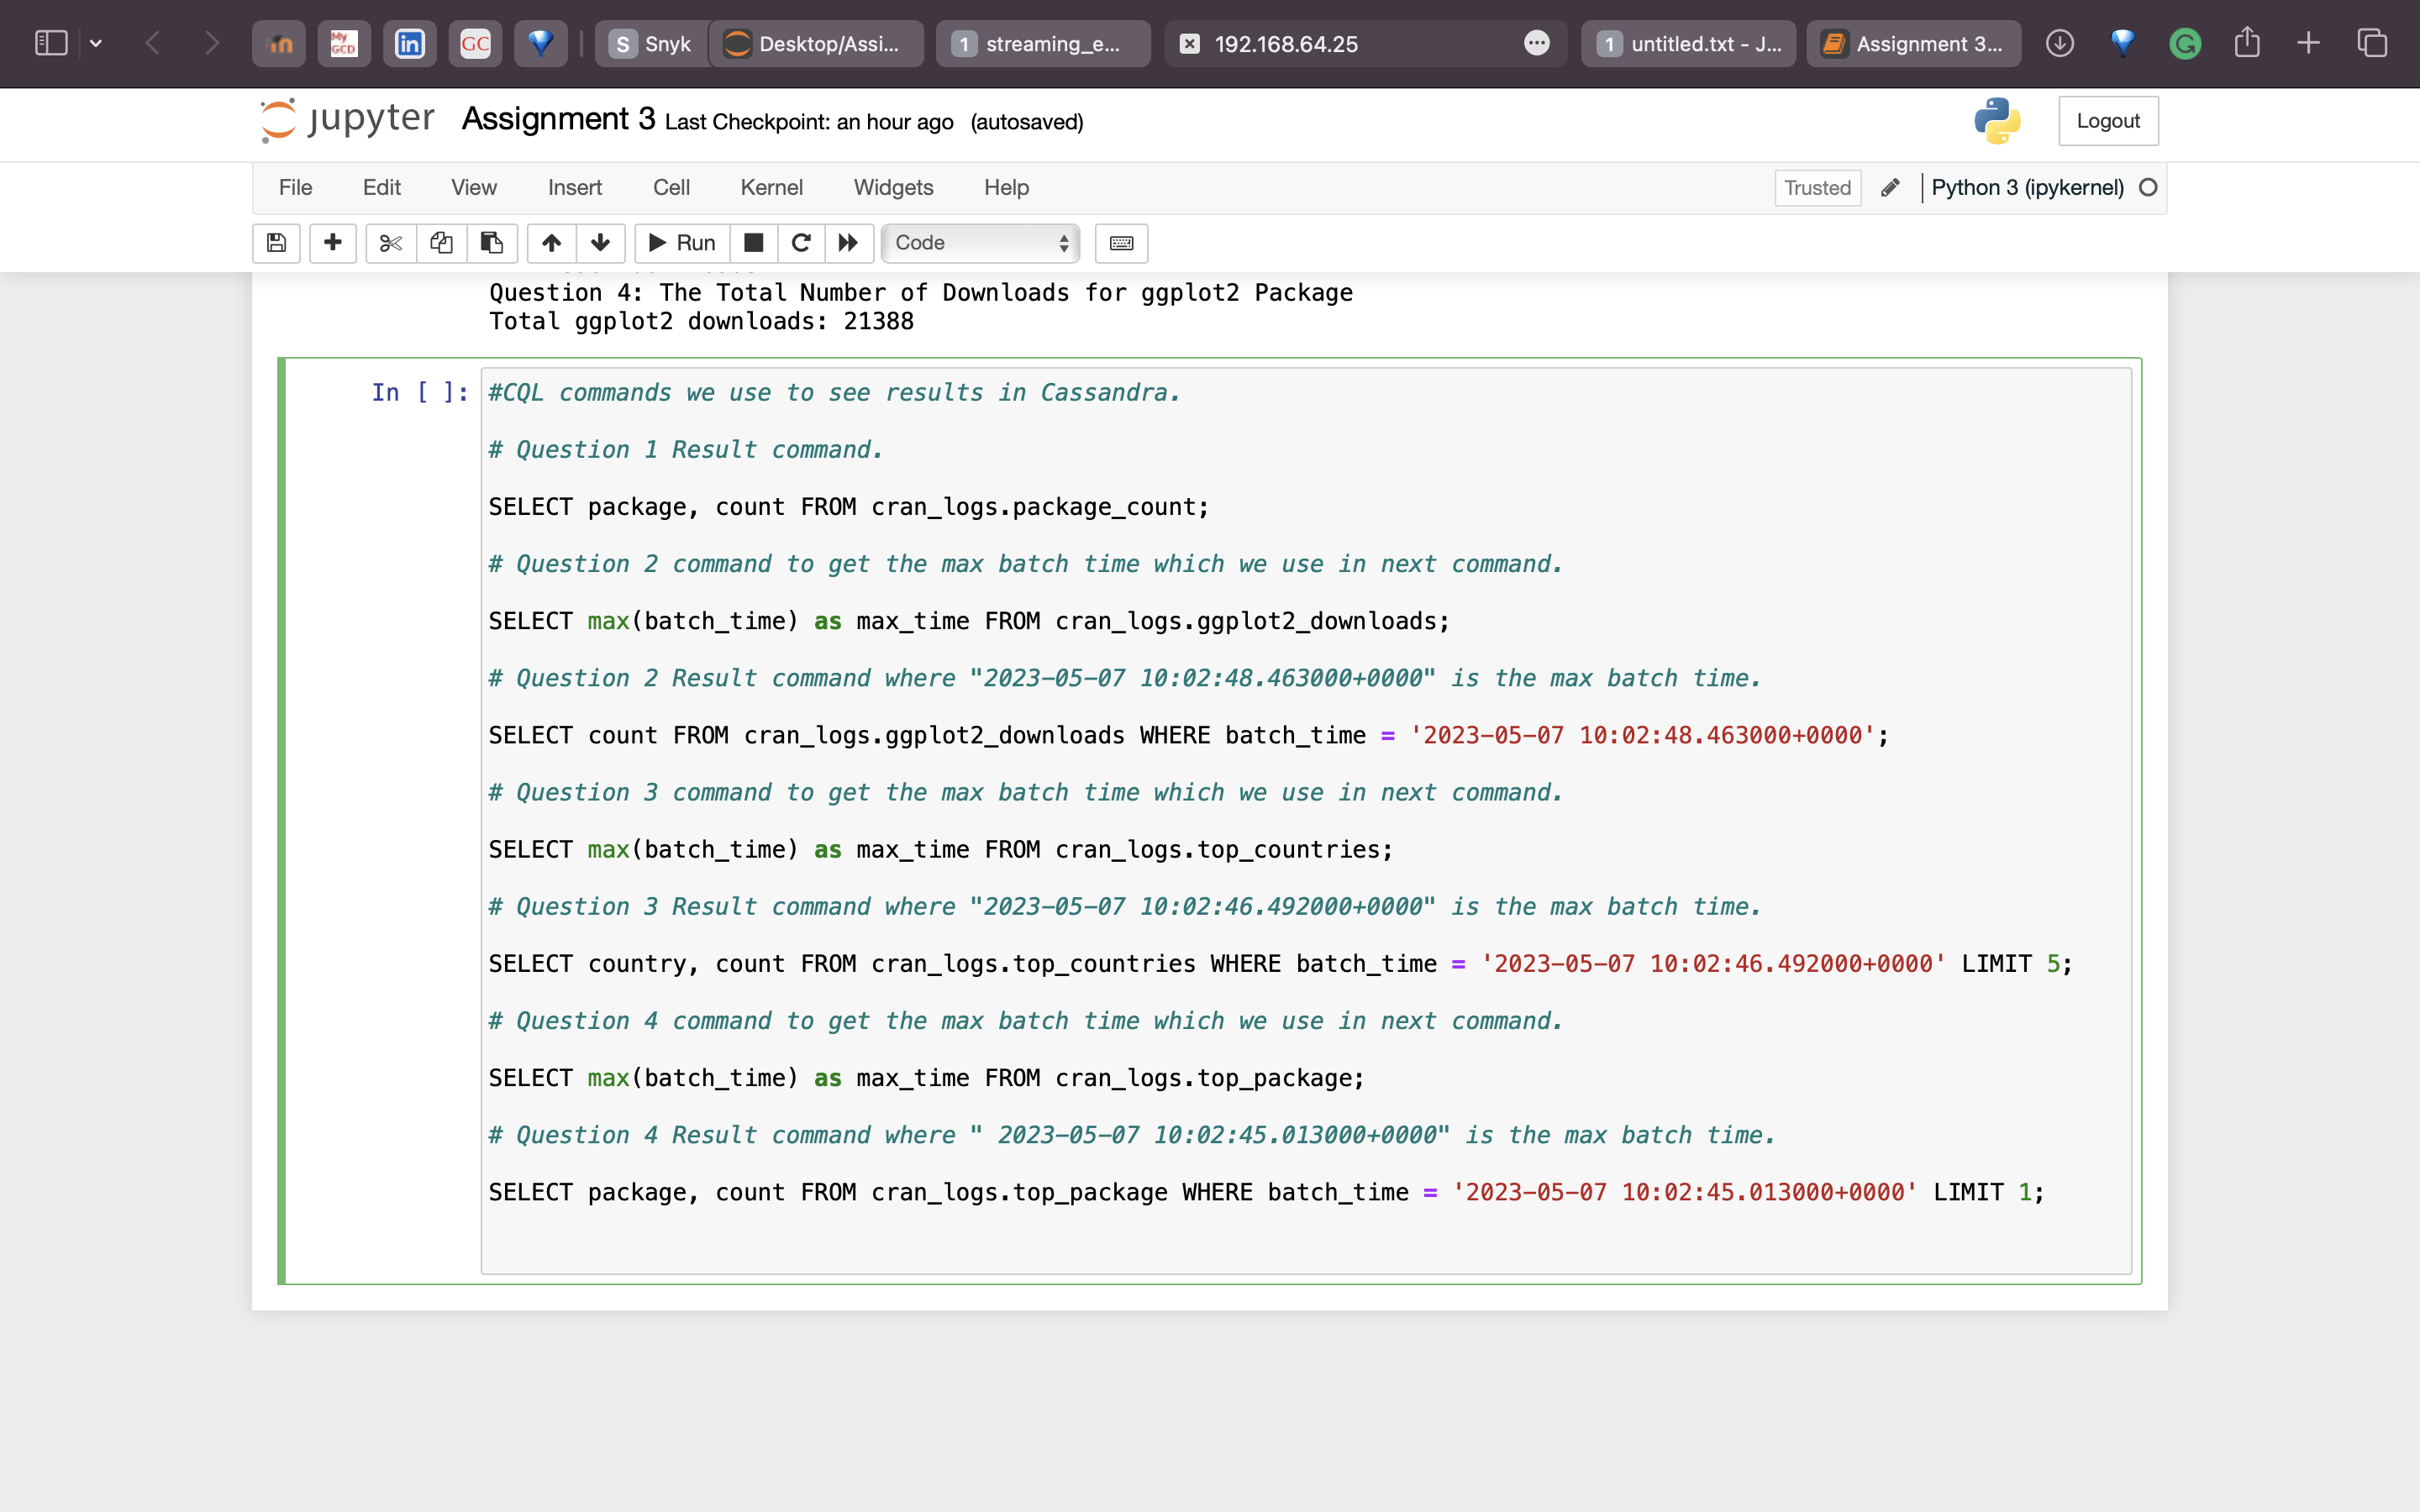 My
GCD
in
GC
S Snyk
Desktop/Assi...
1 streaming_e...
192.168.64.25
1 untitled.txt - J...
Assignment 3...
G
jupyter Assignment 3 Last Checkpoint: an hour ago (autosaved)
Logout
File Edit View Insert Cell Kernel Widgets Help
Trusted
Python 3 (ipykernel)
Run
Code
Question 4: The Total Number of Downloads for ggplot2 Package
Total ggplot2 downloads: 21388
In [ ]: #CQL commands we use to see results in Cassandra.
# Question 1 Result command.
SELECT package, count FROM cran_logs.package_count;
# Question 2 command to get the max batch time which we use in next command.
SELECT max(batch_time) as max_time FROM cran_logs.ggplot2_downloads;
# Question 2 Result command where "2023-05-07 10:02:48.463000+0000" is the max batch time.
SELECT count FROM cran_logs.ggplot2_downloads WHERE batch_time = '2023-05-07 10:02:48.463000+0000';
# Question 3 command to get the max batch time which we use in next command.
SELECT max(batch_time) as max_time FROM cran_logs.top_countries;
# Question 3 Result command where "2023-05-07 10:02:46.492000+0000" is the max batch time.
SELECT country, count FROM cran_logs.top_countries WHERE batch_time = '2023-05-07 10:02:46.492000+0000' LIMIT 5;
# Question 4 command to get the max batch time which we use in next command.
SELECT max(batch_time) as max_time FROM cran_logs.top_package;
# Question 4 Result command where " 2023-05-07 10:02:45.013000+0000" is the max batch time.
SELECT package, count FROM cran_logs.top_package WHERE batch_time = '2023-05-07 10:02:45.013000+0000' LIMIT 1;